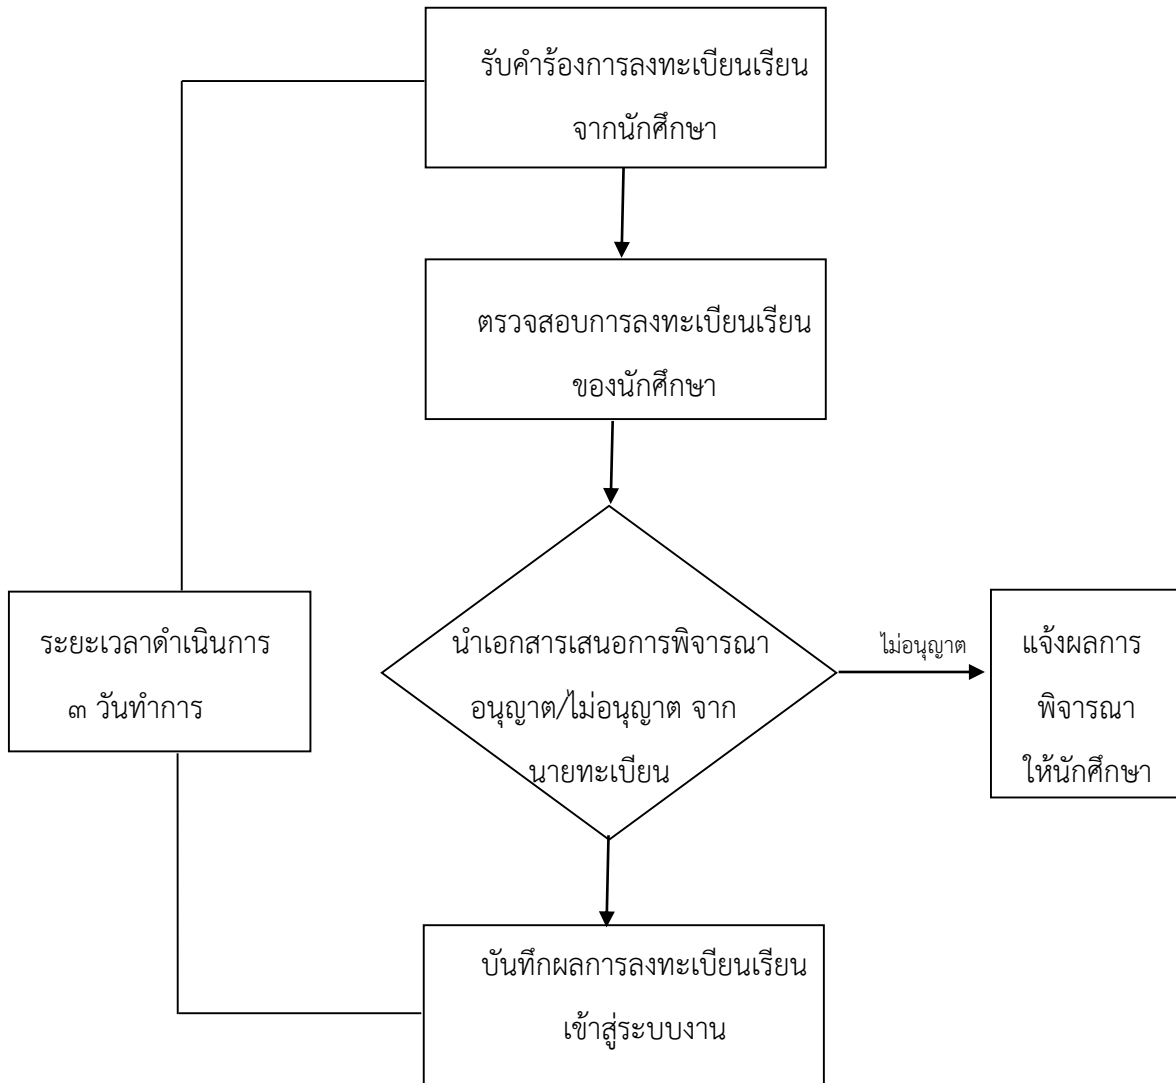 รับคำร้องการลงทะเบียนเรียน
จากนักศึกษา
ตรวจสอบการลงทะเบียนเรียน
ของนักศึกษา
ระยะเวลาดำเนินการ
๓ วันทำการ
นำเอกสารเสนอการพิจารณา
อนุญาต/ไม่อนุญาต จาก
นายทะเบียน
ไม่อนุญาต
แจ้งผลการ
พิจารณา
ให้นักศึกษา
บันทึกผลการลงทะเบียนเรียน
เข้าสู่ระบบงาน